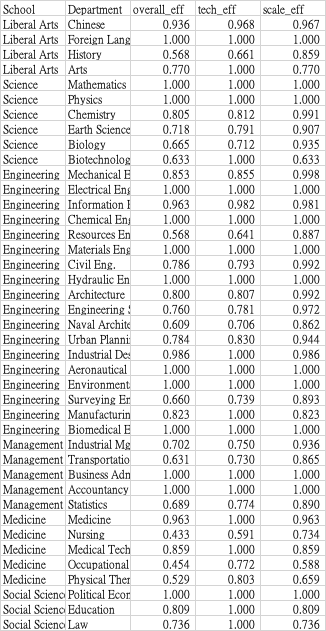 School Department overall_eff tech_eff scale_eff
Liberal Arts Chinese 0.936 0.968 0.967
Liberal Arts Foreign Lang 1.000 1.000 1.000
Liberal Arts History 0.568 0.661 0.859
Liberal Arts Arts 0.770 1.000 0.770
Science Mathematics 1.000 1.000 1.000
Science Physics 1.000 1.000 1.000
Science Chemistry 0.805 0.812 0.991
Science Earth Science 0.718 0.791 0.907
Science Biology 0.665 0.712 0.935
Science Biotechnolog 0.633 1.000 0.633
Engineering Mechanical E 0.853 0.855 0.998
Engineering Electrical Eng 1.000 1.000 1.000
Engineering Information E 0.963 0.982 0.981
Engineering Chemical Eng 1.000 1.000 1.000
Engineering Resources En 0.568 0.641 0.887
Engineering Materials Eng 1.000 1.000 1.000
Engineering Civil Eng. 0.786 0.793 0.992
Engineering Hydraulic En 1.000 1.000 1.000
Engineering Architecture 0.800 0.807 0.992
Engineering Engineering S 0.760 0.781 0.972
Engineering Naval Archite 0.609 0.706 0.862
Engineering Urban Planni 0.784 0.830 0.944
Engineering Industrial Des 0.986 1.000 0.986
Engineering Aeronautical 1.000 1.000 1.000
Engineering Environment 1.000 1.000 1.000
Engineering Surveying En 0.660 0.739 0.893
Engineering Manufacturin 0.823 1.000 0.823
Engineering Biomedical E 1.000 1.000 1.000
Management Industrial Mg 0.702 0.750 0.936
Management Transportatio 0.631 0.730 0.865
Management Business Adn 1.000 1.000 1.000
Management Accountancy 1.000 1.000 1.000
Management Statistics 0.689 0.774 0.890
Medicine Medicine 0.963 1.000 0.963
Medicine Nursing 0.433 0.591 0.734
Medicine Medical Tech 0.859 1.000 0.859
Medicine Occupational 0.454 0.772 0.588
Medicine Physical Ther 0.529 0.803 0.659
Social Scienc Political Econ 1.000 1.000 1.000
Social Scienc Education 0.809 1.000 0.809
Social Scienc Law 0.736 1.000 0.736